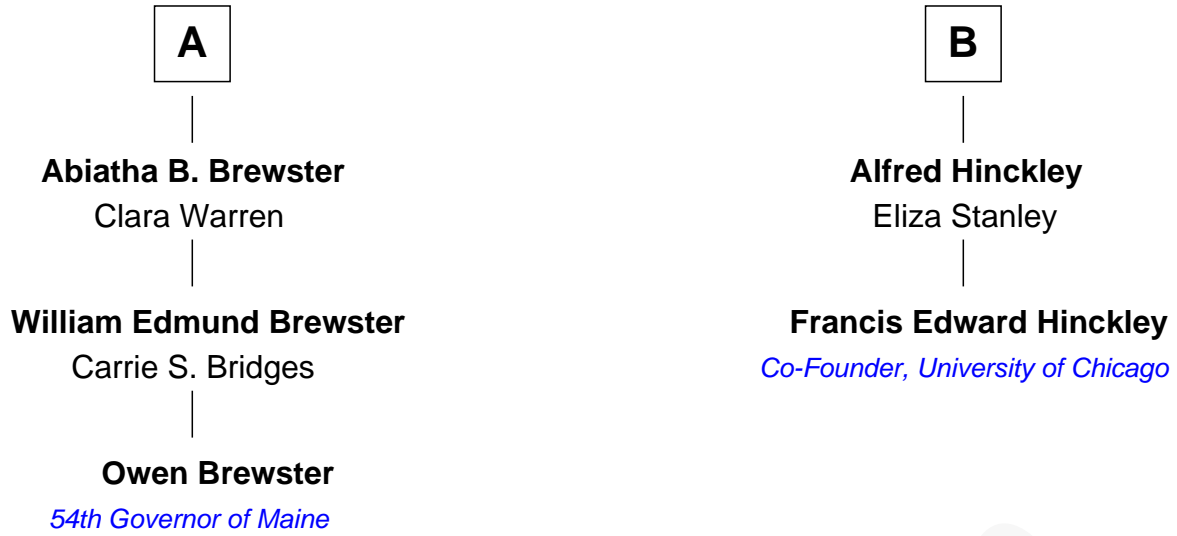 A
Abiatha B. Brewster
Clara Warren
William Edmund Brewster
Carrie S. Bridges
Owen Brewster
54th Governor of Maine
B
Alfred Hinckley
Eliza Stanley
Francis Edward Hinckley
Co-Founder, University of Chicago